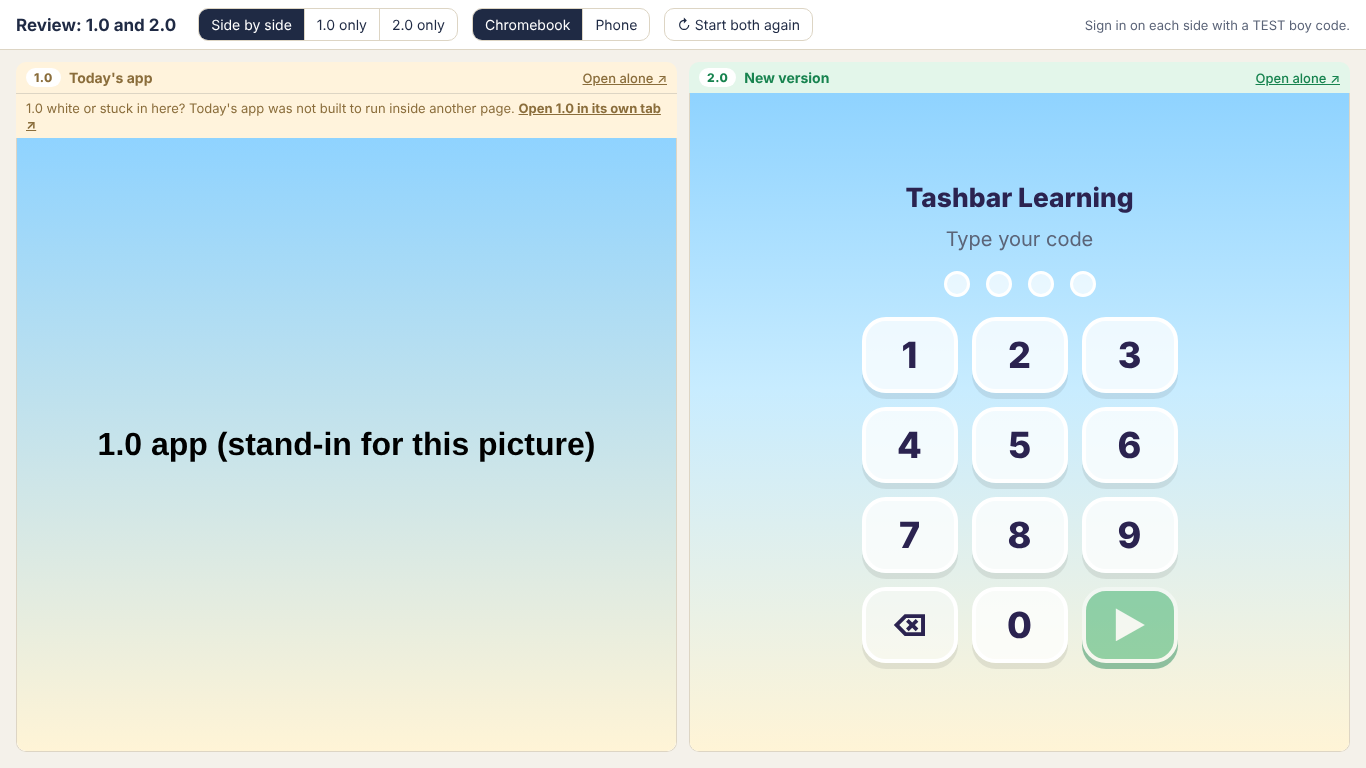 Review: 1.0 and 2.0
Side by side
1.0 only
2.0 only
Chromebook
Phone
↻ Start both again
Sign in on each side with a TEST boy code.
1.0 Today's app
Open alone ↗
1.0 white or stuck in here? Today's app was not built to run inside another page. Open 1.0 in its own tab
↗
1.0 app (stand-in for this picture)
2.0 New version
Open alone ↗
Tashbar Learning
Type your code
1 2 3
4 5 6
7 8 9
0